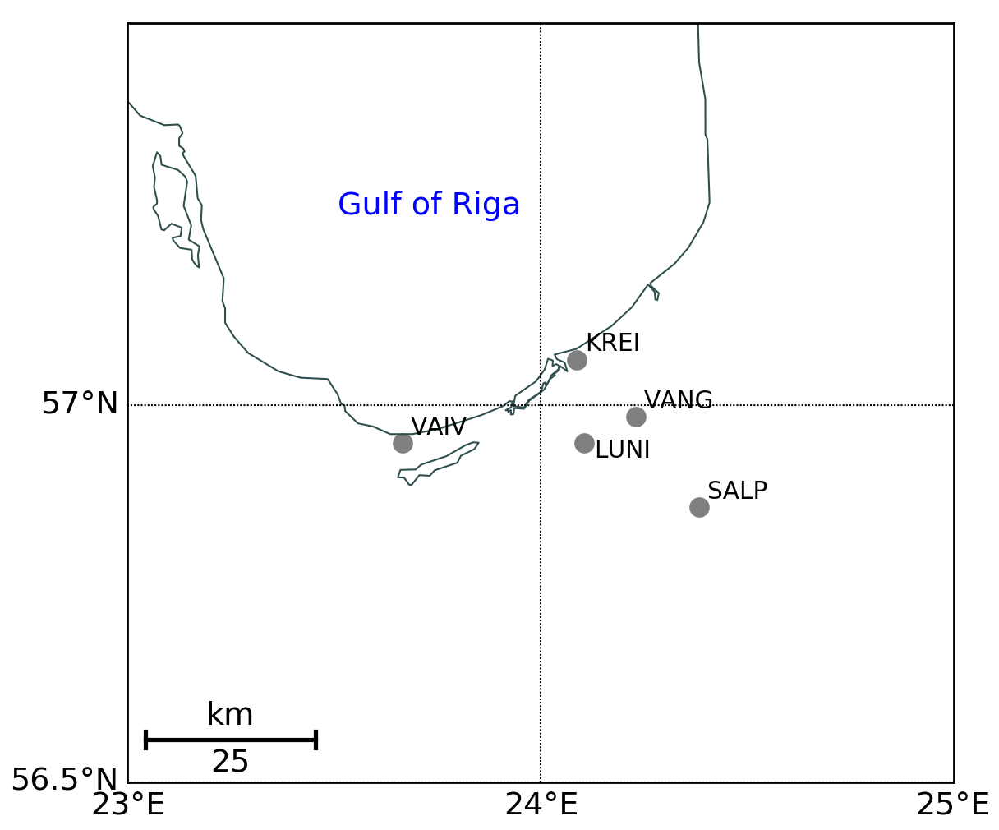 Gulf of Riga
KREI
57°N
VANG
VAIV
LUNI
SALP
km
25
56.5°N
23°E
24°E
25°E